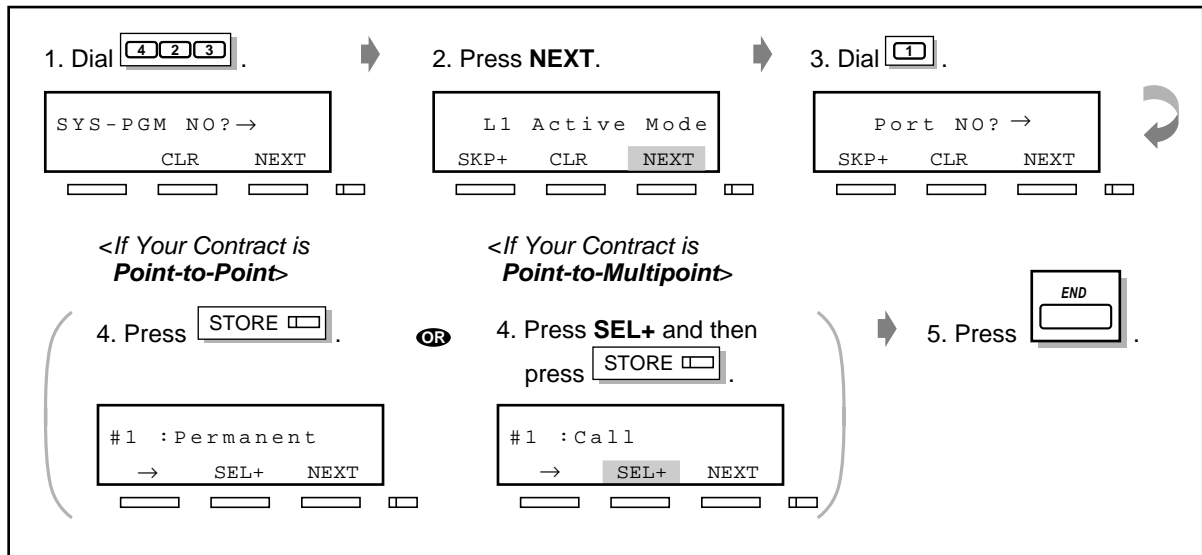 1. Dial 4 2 3 .
SYS-PGM NO?→
CLR NEXT
2. Press NEXT.
L1 Active Mode
SKP+ CLR NEXT
3. Dial 1 .
Port NO? →
SKP+ CLR NEXT
<If Your Contract is
Point-to-Point>
4. Press STORE .
#1 :Permanent
→ SEL+ NEXT
OR
<If Your Contract is
Point-to-Multipoint>
4. Press SEL+ and then
press STORE .
#1 :Call
→ SEL+ NEXT
5. Press END .